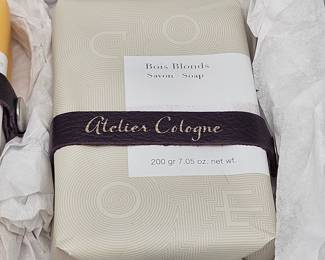 C O
Bois Blonds
Savon - Soap
Atelier Cologne
200 gr 7.05 oz. net wt.
C
O L E